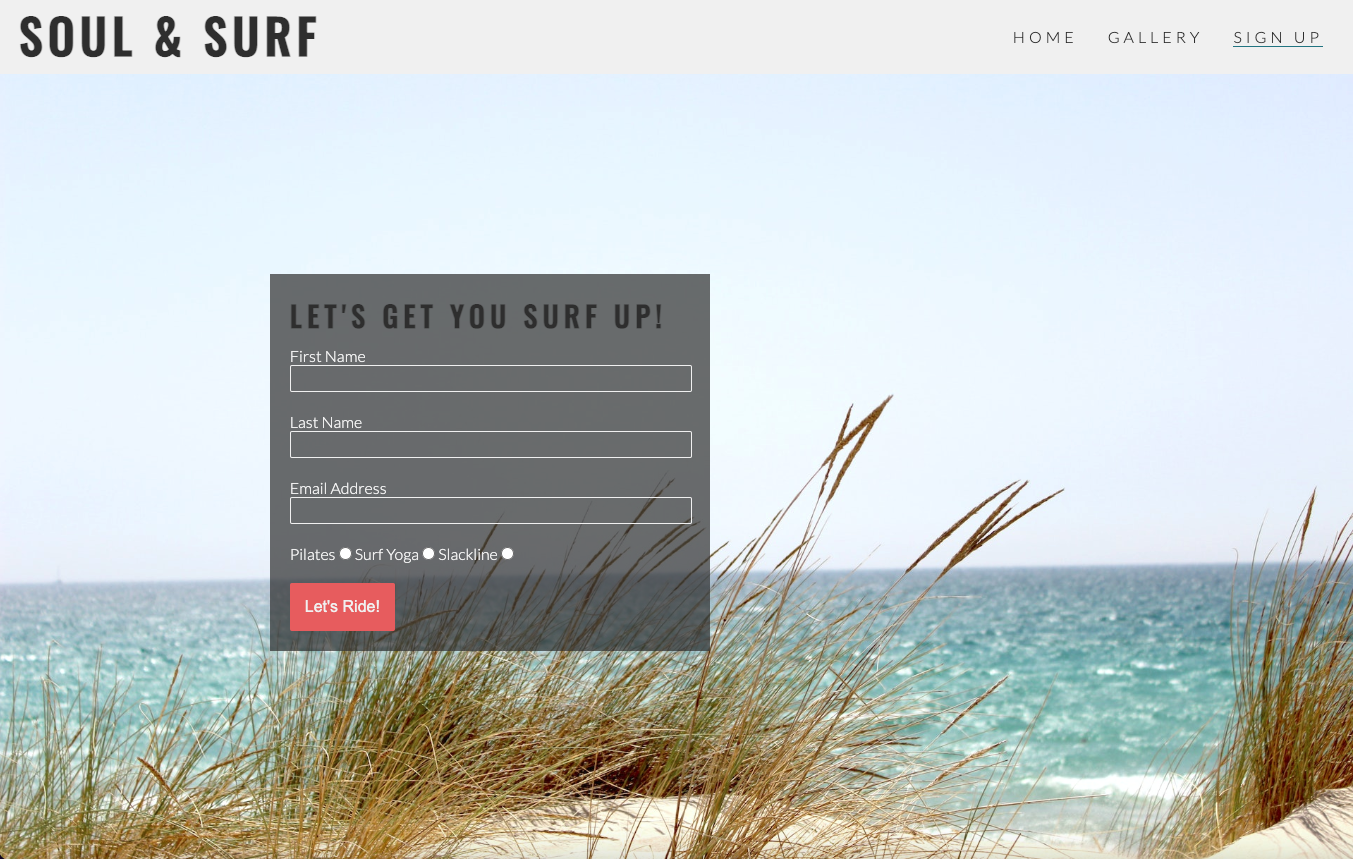 SOUL & SURF
HOME GALLERY SIGN UP
LET'S GET YOU SURF UP!
First Name
Last Name
Email Address
Pilates Surf Yoga Slackline
Let's Ride!